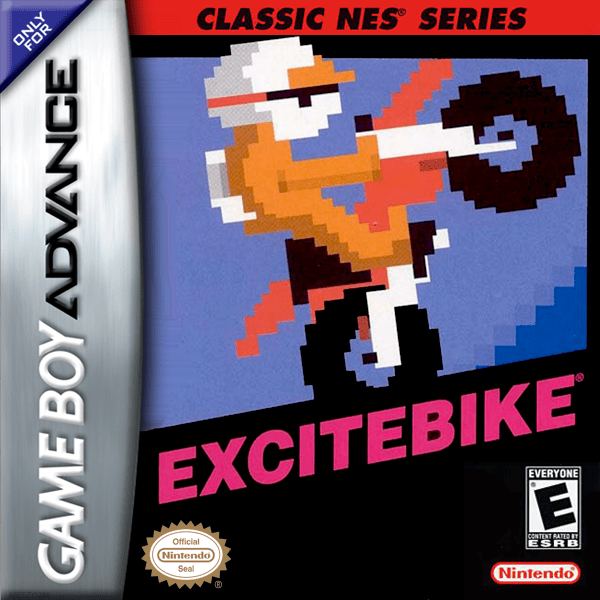 ONLY
FOR
CLASSIC NES® SERIES
GAME BOY ADVANCE
EXCITEBIKE®
Official
Nintendo
Seal
®
EVERYONE
E
CONTENT RATED BY
ESRB
Nintendo®